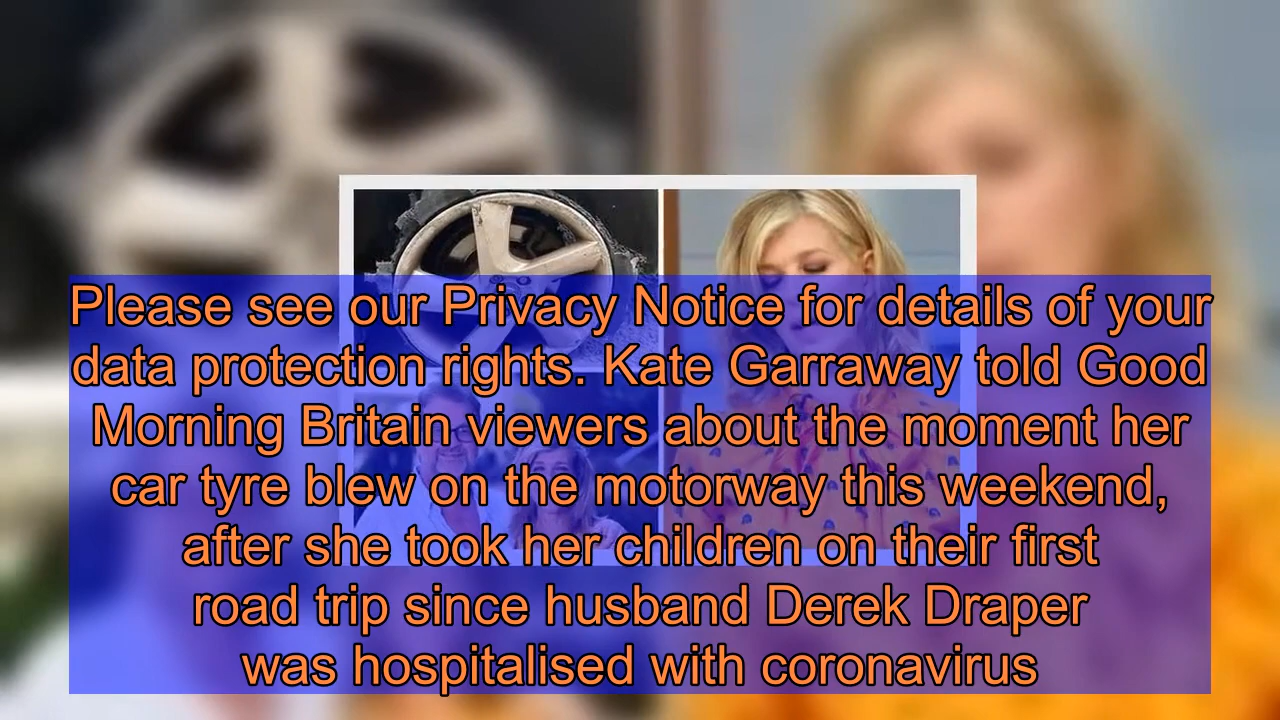 Please see our Privacy Notice for details of your
data protection rights. Kate Garraway told Good
Morning Britain viewers about the moment her
car tyre blew on the motorway this weekend,
after she took her children on their first
road trip since husband Derek Draper
was hospitalised with coronavirus